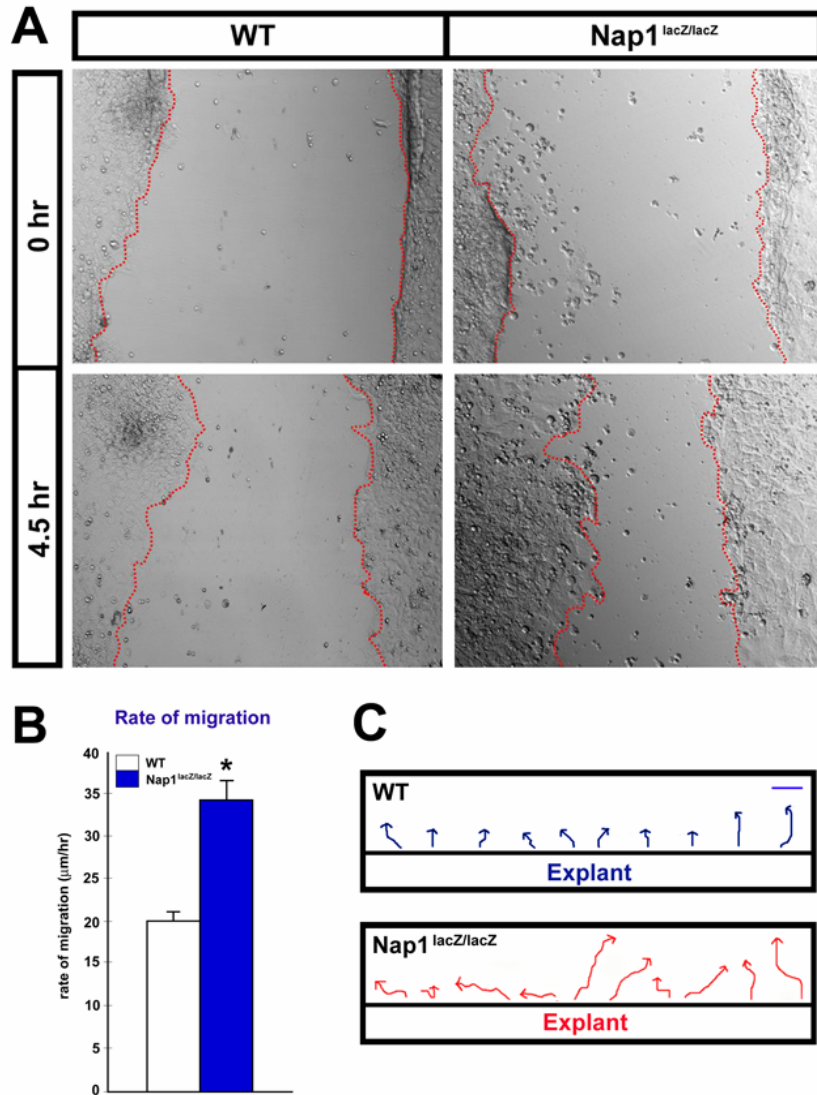 A
WT
Nap1lacZ/lacZ
0 hr
4.5 hr
B
Rate of migration
WT
Nap1lacZ/lacZ
*
rate of migration (μm/hr)
40
35
30
25
20
15
10
5
0
C
WT
Explant
Nap1lacZ/lacZ
Explant